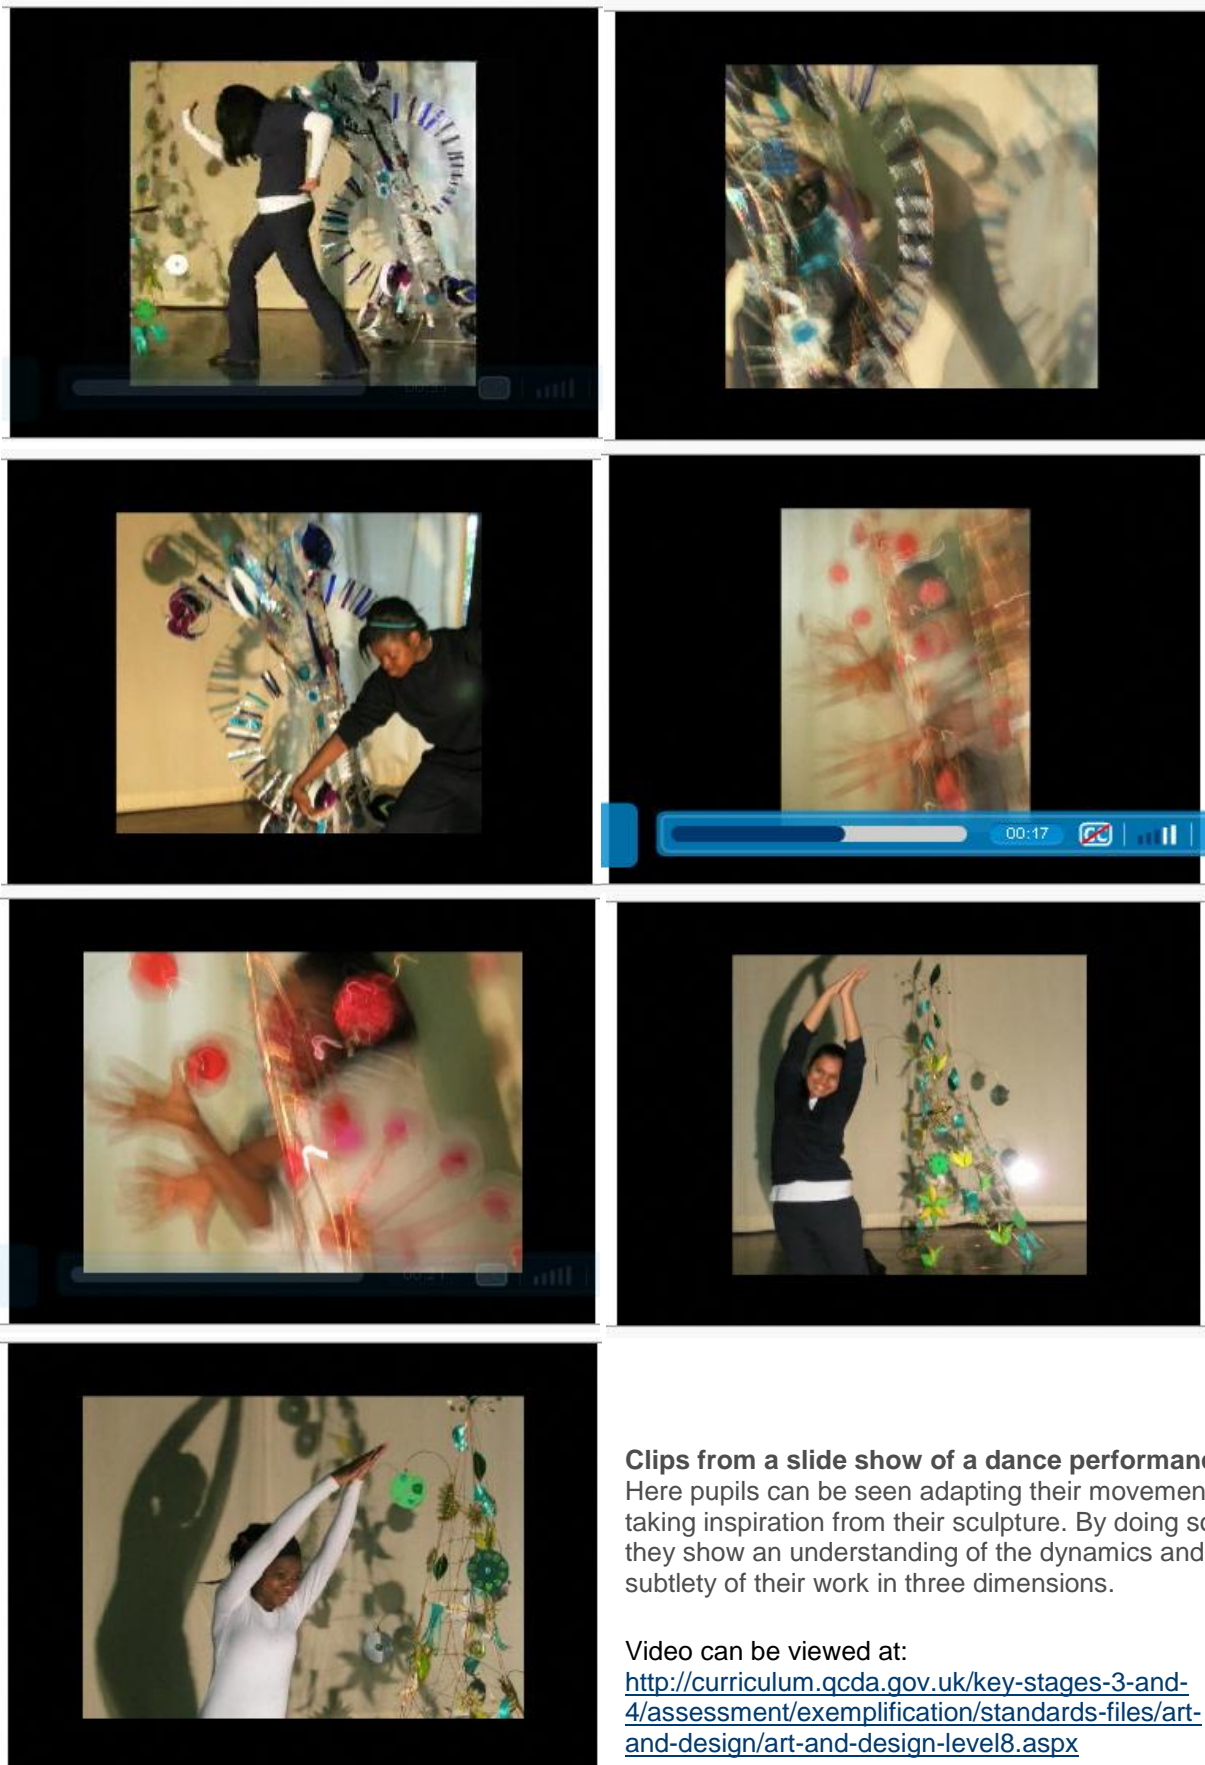 00:17
CC
Clips from a slide show of a dance performan
Here pupils can be seen adapting their movemen
taking inspiration from their sculpture. By doing so
they show an understanding of the dynamics and
subtlety of their work in three dimensions.
Video can be viewed at:
http://curriculum.qcda.gov.uk/key-stages-3-and-
4/assessment/exemplification/standards-files/art-
and-design/art-and-design-level8.aspx